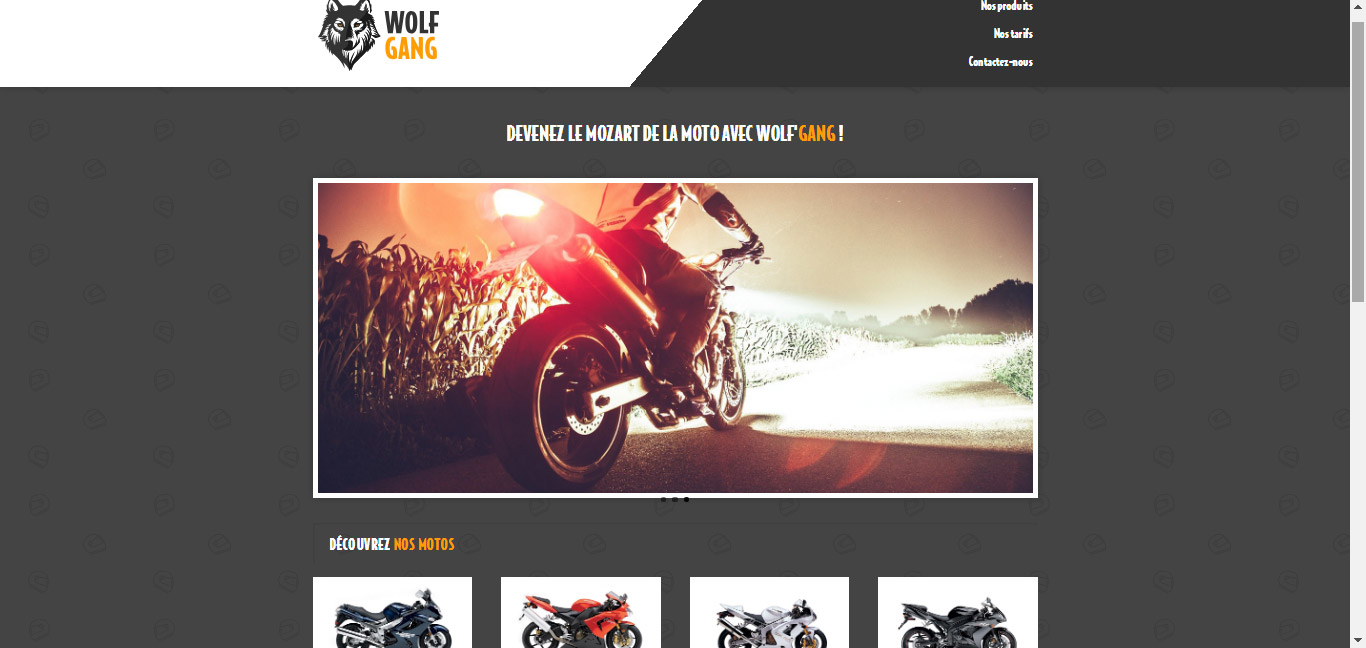 WOLF
GANG
Nos produits
Nos tarifs
Contactez-nous
DEVENEZ LE MOZART DE LA MOTO AVEC WOLF'GANG !
DÉCOUVREZ NOS MOTOS